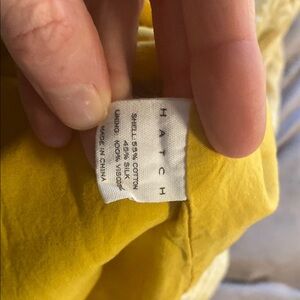 HATCH
SHELL: 55% COTTON
45% SILK
LINING: 100% VISCOSE
MADE IN CHINA